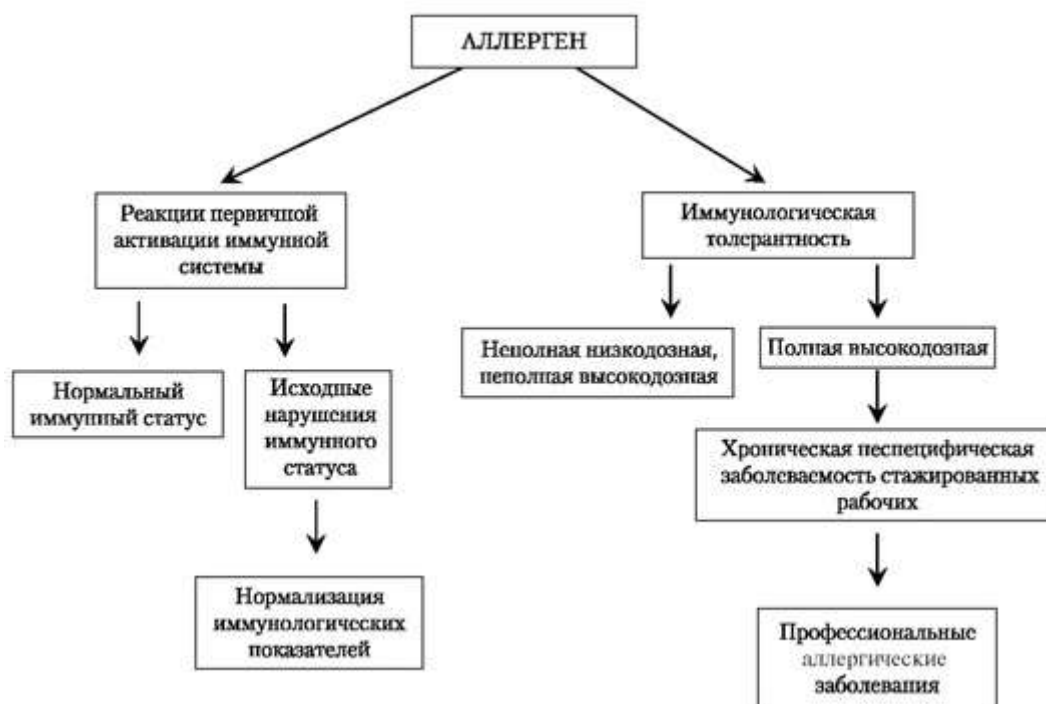 АЛЛЕРГЕН
Реакции первичной
активации иммунной
системы
Иммунологическая
толерантность
Нормальный
иммунный статус
Исходные
нарушения
иммунного
статуса
Неполная низкодозная,
неполная высокодозная
Полная высокодозная
Хроническая неспецифическая
заболеваемость стажированных
рабочих
Нормализация
иммунологических
показателей
Профессиональные
аллергические
заболевания